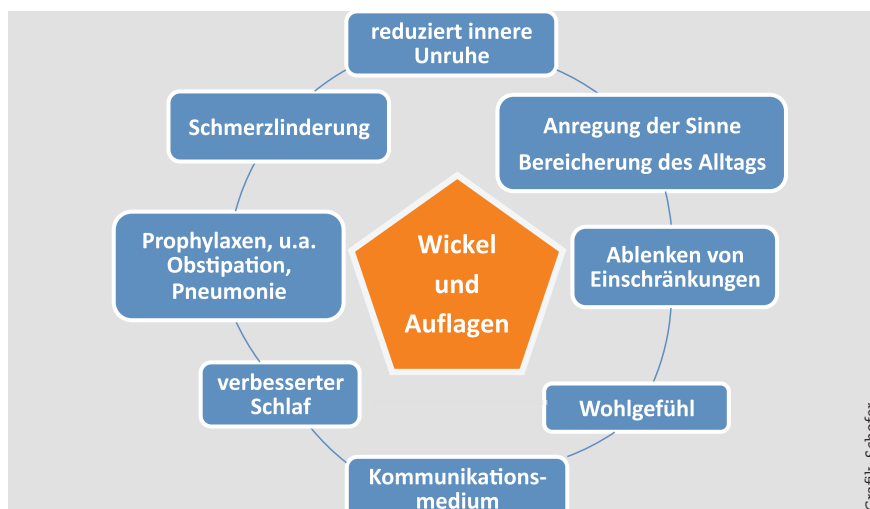 reduziert innere
Unruhe
Anregung der Sinne
Bereicherung des Alltags
Ablenken von
Einschränkungen
Wohlgefühl
Kommunikations-
medium
verbesserter
Schlaf
Prophylaxen, u.a.
Obstipation,
Pneumonie
Schmerzlinderung
Wickel
und
Auflagen